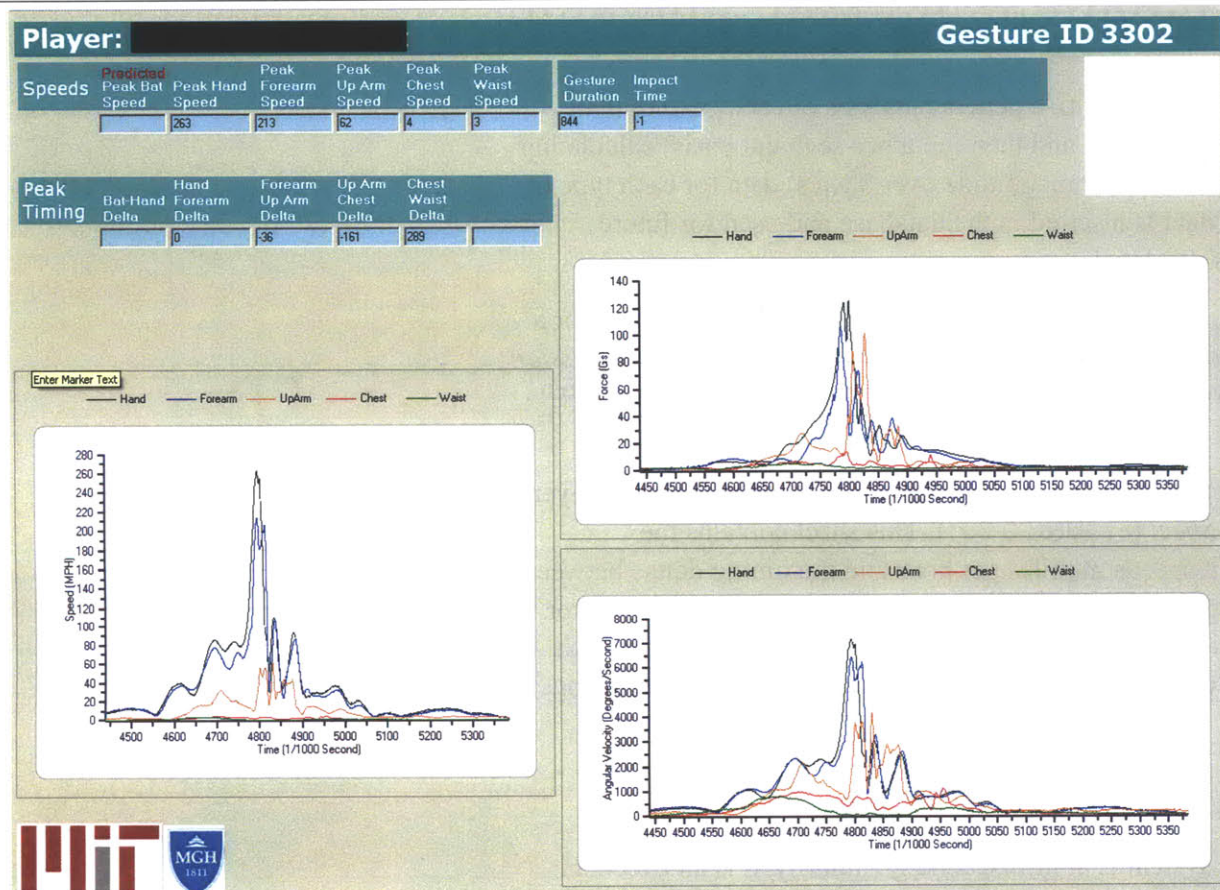 Player:
Gesture ID 3302
Speeds
Predicted
Peak Bat Speed
Peak Hand Speed
Peak Forearm Speed
Peak Up Arm Speed
Peak Chest Speed
Peak Waist Speed
Gesture Duration
Impact Time
263
213
62
4
3
844
-1
Peak Timing
Bat-Hand Delta
Hand Forearm Delta
Forearm Up Arm Delta
Up Arm Chest Delta
Chest Waist Delta
0
-36
-161
289
Hand Forearm UpArm Chest Waist
140
120
100
80
60
40
20
0
Force (Gs)
4450 4500 4550 4600 4650 4700 4750 4800 4850 4900 4950 5000 5050 5100 5150 5200 5250 5300 5350
Time (1/1000 Second)
Enter Marker Text
Hand Forearm UpArm Chest Waist
280
260
240
220
200
180
160
140
120
100
80
60
40
20
0
Speed (MPH)
4500 4600 4700 4800 4900 5000 5100 5200 5300
Time (1/1000 Second)
Hand Forearm UpArm Chest Waist
8000
7000
6000
5000
4000
3000
2000
1000
0
Angular Velocity (Degrees/Second)
4450 4500 4550 4600 4650 4700 4750 4800 4850 4900 4950 5000 5050 5100 5150 5200 5250 5300 5350
Time (1/1000 Second)
MIT
MGH
1811